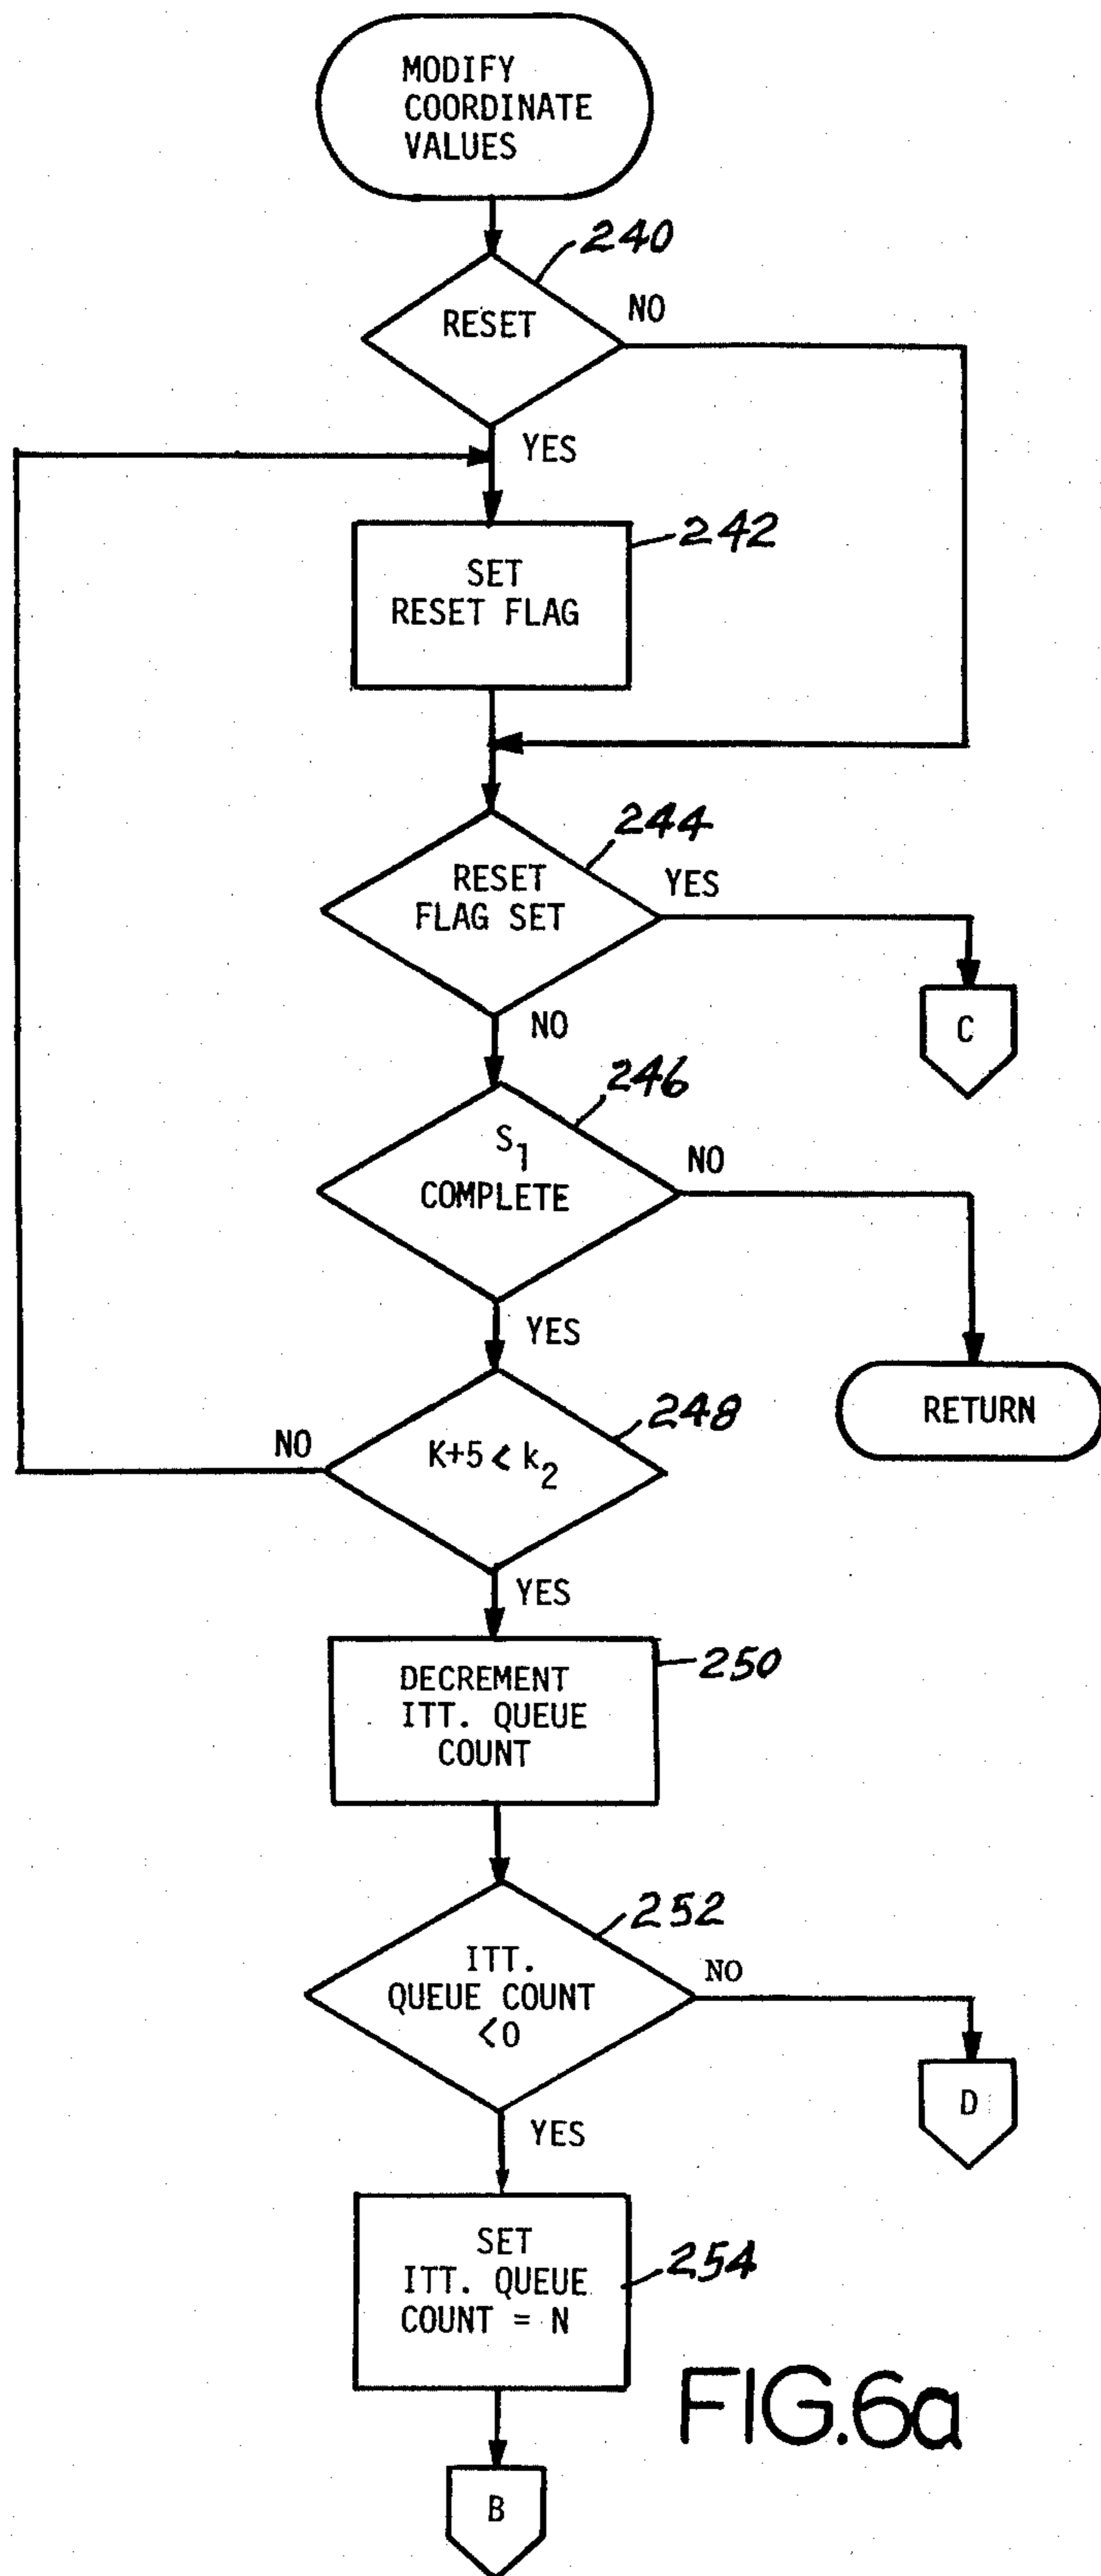 MODIFY
COORDINATE
VALUES
240
RESET
NO
YES
242
SET
RESET FLAG
244
RESET
FLAG SET
YES
C
NO
246
S1
COMPLETE
NO
YES
RETURN
248
K+5 < k2
NO
YES
250
DECREMENT
ITT. QUEUE
COUNT
252
ITT.
QUEUE COUNT
<0
NO
D
YES
SET
ITT. QUEUE
COUNT = N
254
FIG.6a
B